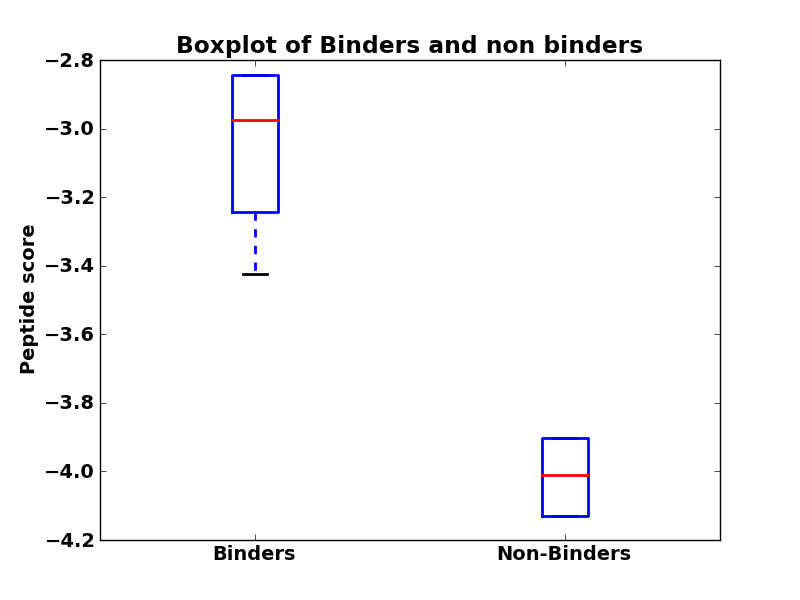 Boxplot of Binders and non binders
−2.8
−3.0
−3.2
−3.4
−3.6
−3.8
−4.0
−4.2
Peptide score
Binders
Non-Binders